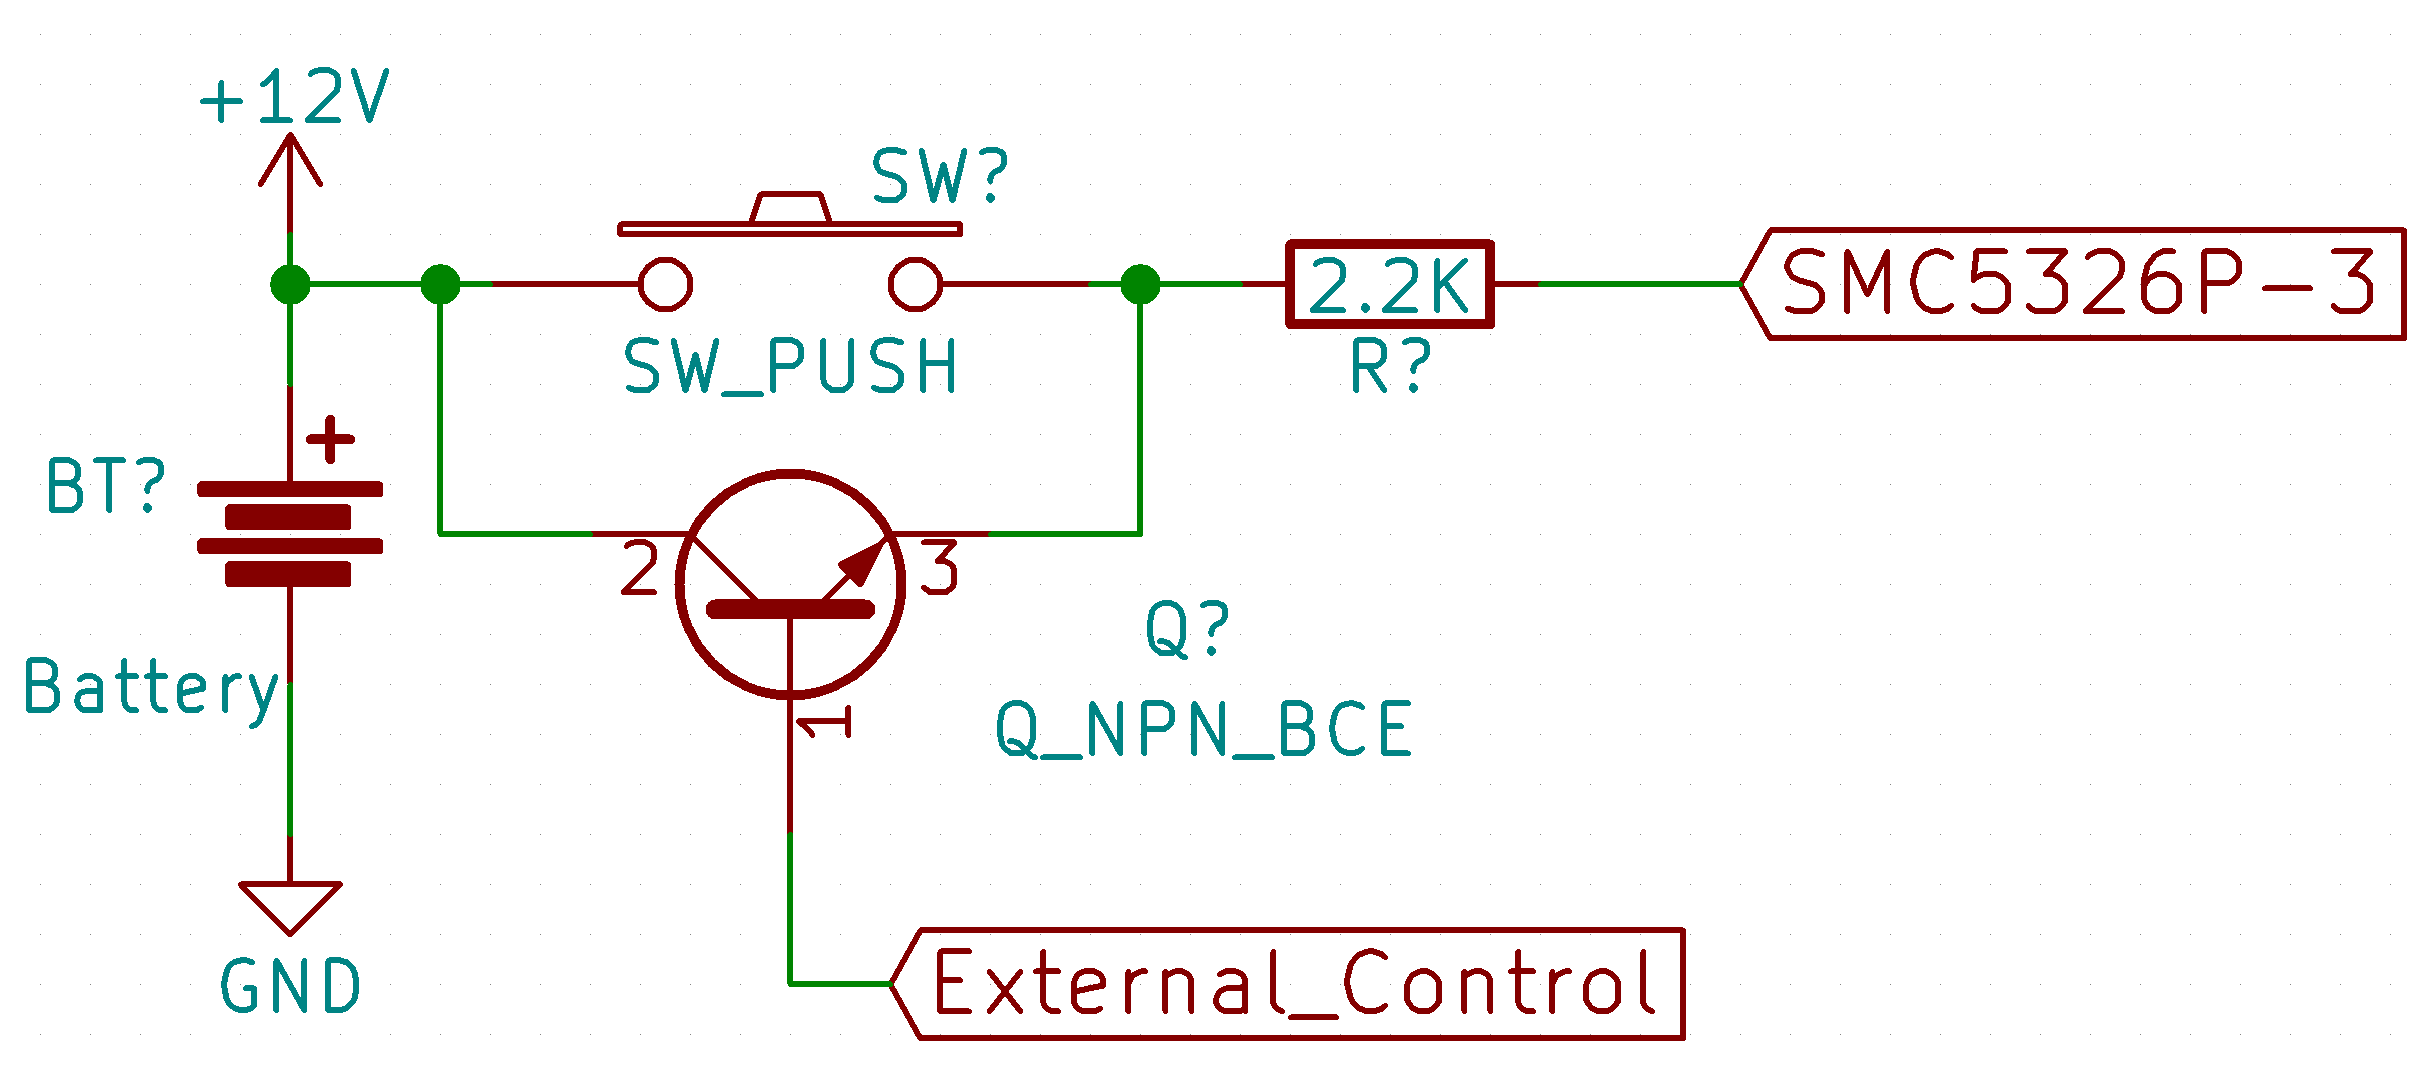 +12V
SW?
2.2K
SMC5326P-3
SW_PUSH
R?
+
BT?
2
3
Q?
Battery
1
Q_NPN_BCE
GND
External_Control